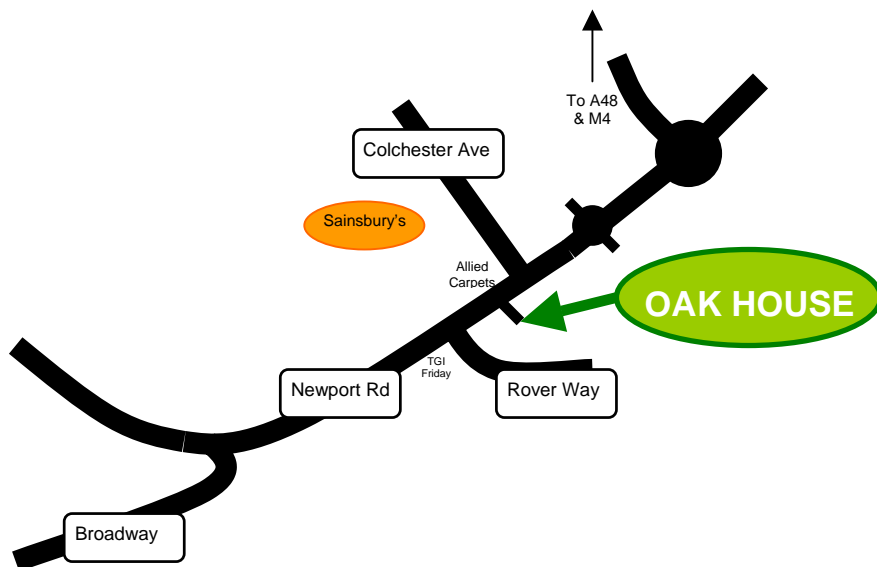 To A48
& M4
Colchester Ave
Sainsbury's
Allied
Carpets
OAK HOUSE
TGI
Friday
Newport Rd
Rover Way
Broadway